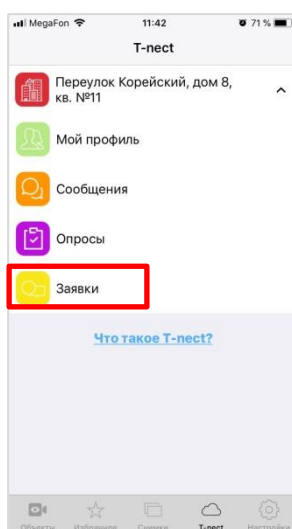 MegaFon 11:42 71 %
T-nect
Переулок Корейский, дом 8,
кв. №11
Мой профиль
Сообщения
Опросы
Заявки
Что такое T-nect?
Объекты Избранное Снимки T-nect Настройки